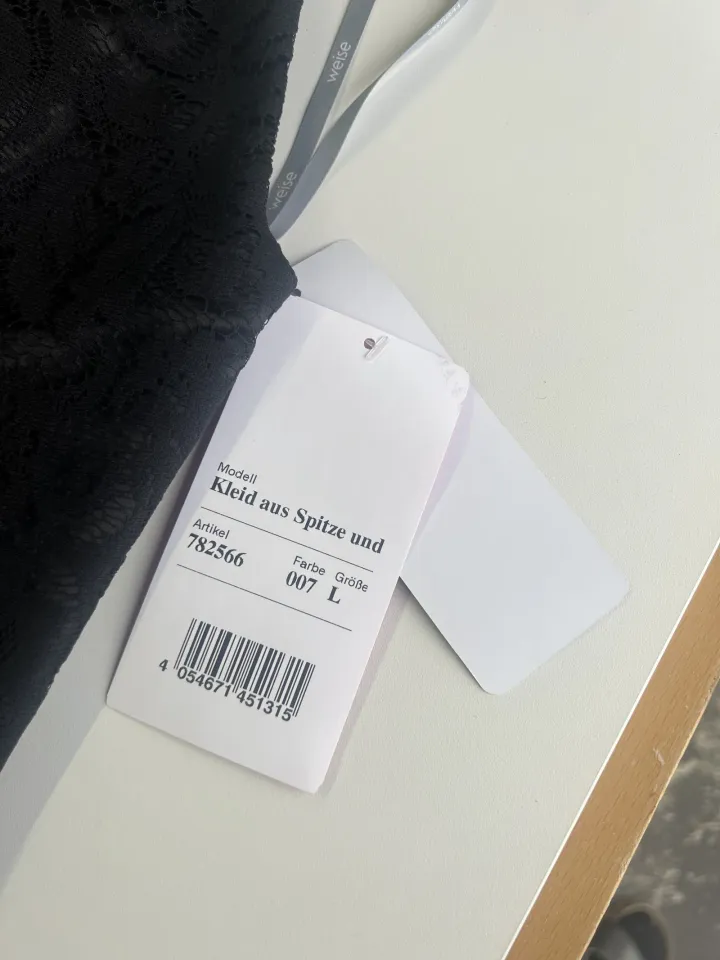 weise
weise
Modell
Kleid aus Spitze und
Artikel
782566
Farbe
007
Größe
L
4 054671 451315